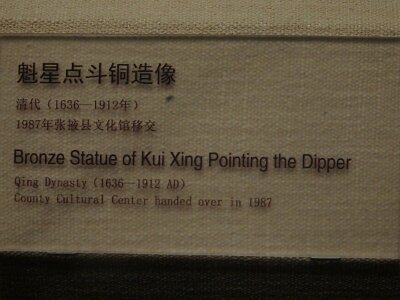 魁星点斗铜造像
清代（1636—1912年）
1987年张掖县文化馆移交
Bronze Statue of Kui Xing Pointing the Dipper
Qing Dynasty (1636—1912 AD)
County Cultural Center handed over in 1987